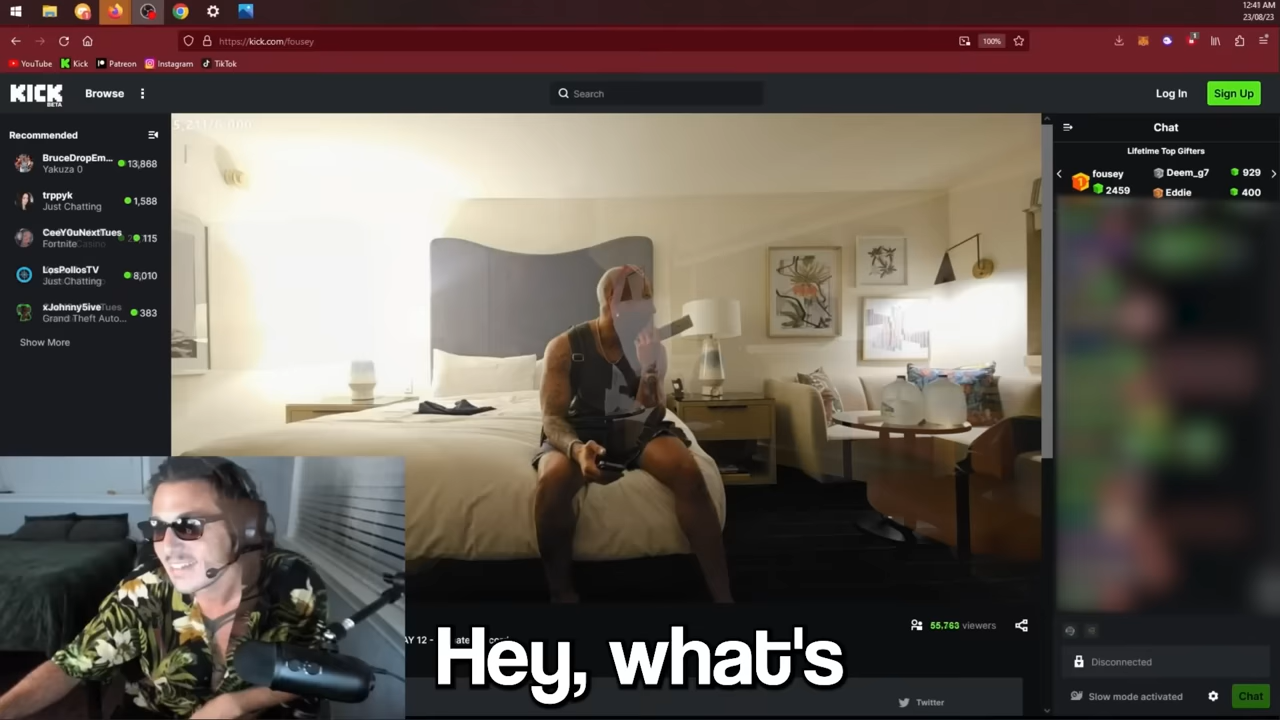 12:41 AM
23/08/23
https://kick.com/fousey
100%
1
YouTube
Kick
Patreon
Instagram
TikTok
KICK
BETA
Browse
Search
Log In
Sign Up
Recommended
BruceDropEm...
Yakuza 0
13,868
trppyk
Just Chatting
1,588
CeeY0uNextTues
Fortnite
115
LosPollosTV
Just Chatting
8,010
xJohnny5ive
Grand Theft Auto...
383
Show More
Chat
Lifetime Top Gifters
fousey
2459
Deem_g7
929
Eddie
400
55,763 viewers
Hey, what's
Twitter
Disconnected
Slow mode activated
Chat